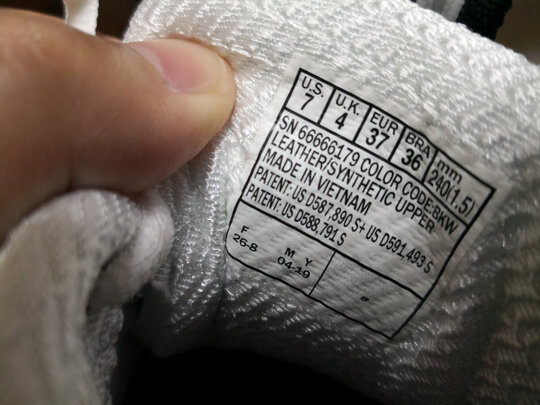 U.S. U.K. EUR BRA mm
7 4 37 36 240(1.5)
SN 66666179 COLOR CODE:BKW
LEATHER/SYNTHETIC UPPER
MADE IN VIETNAM
PATENT: US D587,890 S+ US D591,493 S
PATENT: US D588,791 S
F M Y
26-8 04-19
#